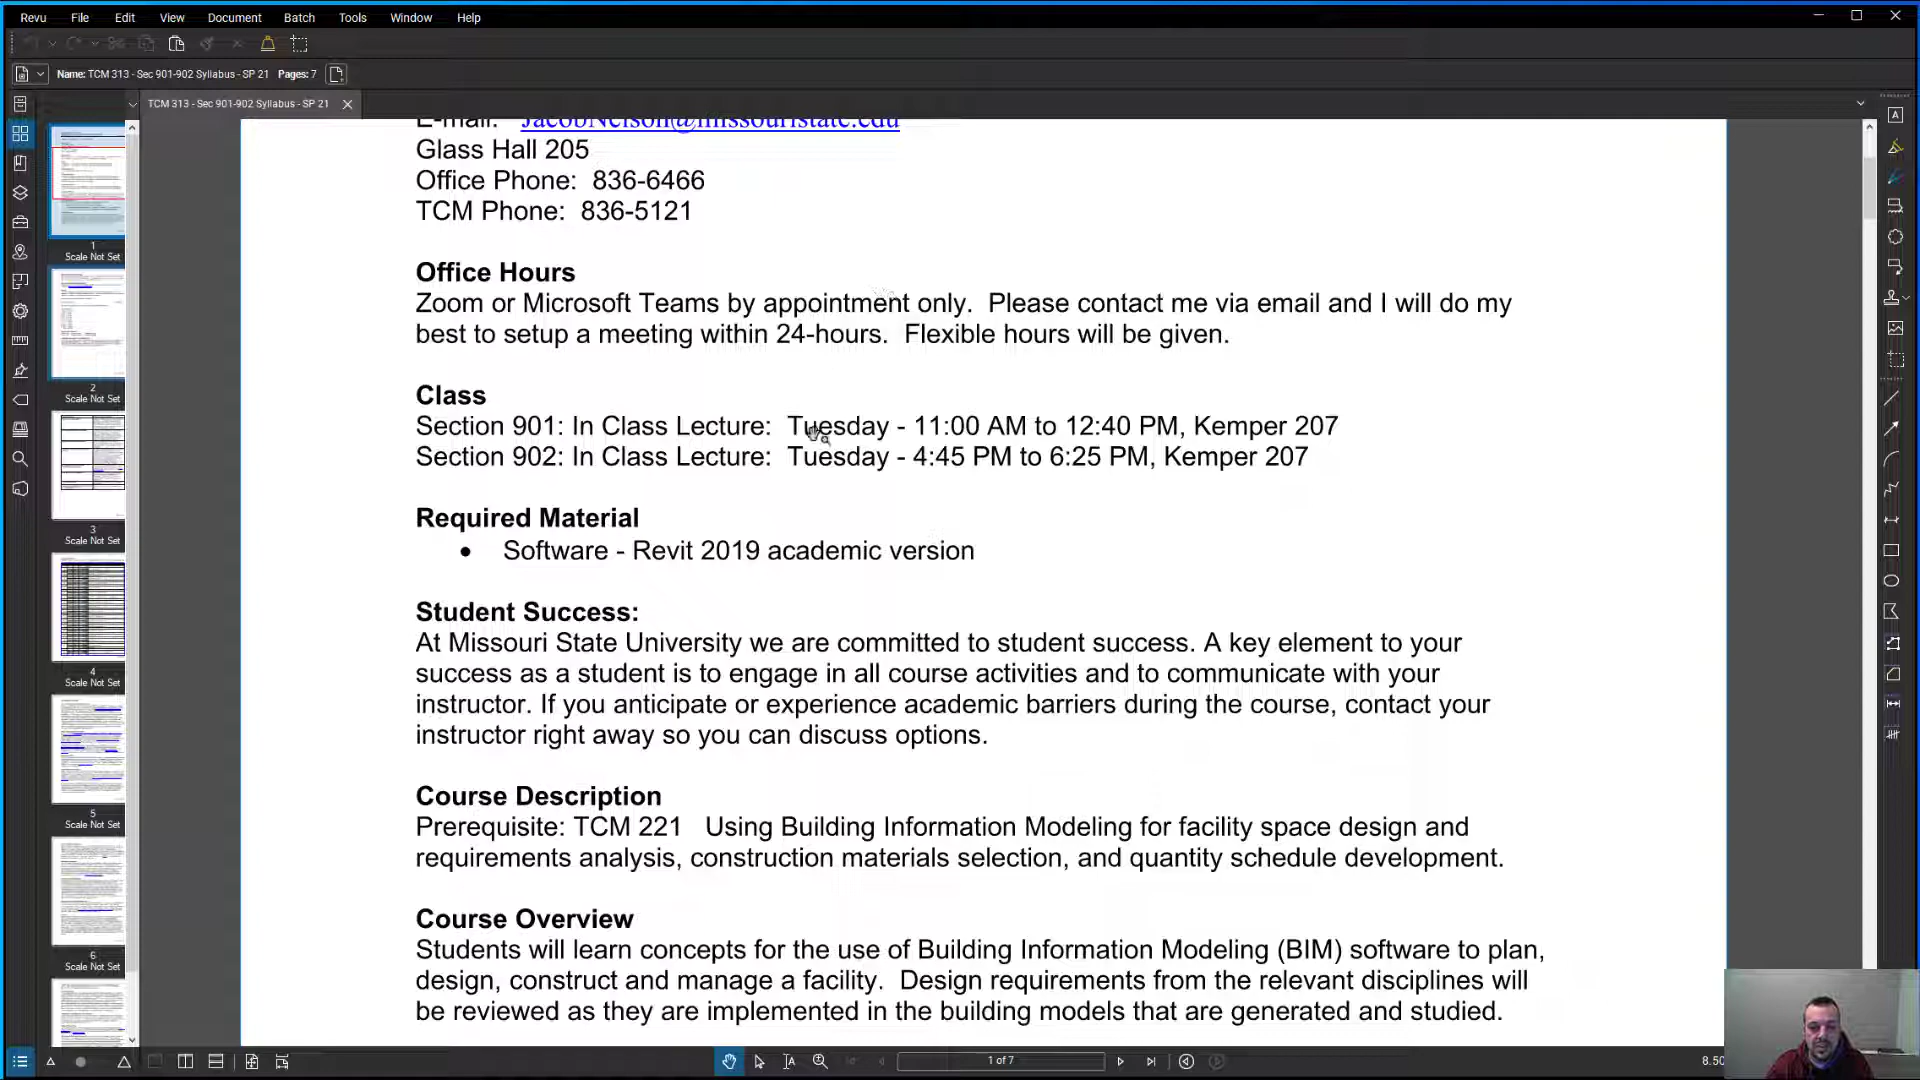 Revu File Edit View Document Batch Tools Window Help
Name: TCM 313 - Sec 901-902 Syllabus - SP 21 Pages: 7
TCM 313 - Sec 901-902 Syllabus - SP 21
E-mail: JacobNelson@missouristate.edu
Glass Hall 205
Office Phone: 836-6466
TCM Phone: 836-5121
Office Hours
Zoom or Microsoft Teams by appointment only. Please contact me via email and I will do my
best to setup a meeting within 24-hours. Flexible hours will be given.
Class
Section 901: In Class Lecture: Tuesday - 11:00 AM to 12:40 PM, Kemper 207
Section 902: In Class Lecture: Tuesday - 4:45 PM to 6:25 PM, Kemper 207
Required Material
• Software - Revit 2019 academic version
Student Success:
At Missouri State University we are committed to student success. A key element to your
success as a student is to engage in all course activities and to communicate with your
instructor. If you anticipate or experience academic barriers during the course, contact your
instructor right away so you can discuss options.
Course Description
Prerequisite: TCM 221 Using Building Information Modeling for facility space design and
requirements analysis, construction materials selection, and quantity schedule development.
Course Overview
Students will learn concepts for the use of Building Information Modeling (BIM) software to plan,
design, construct and manage a facility. Design requirements from the relevant disciplines will
be reviewed as they are implemented in the building models that are generated and studied.
1
Scale Not Set
2
Scale Not Set
3
Scale Not Set
4
Scale Not Set
5
Scale Not Set
6
Scale Not Set
1 of 7
8.50